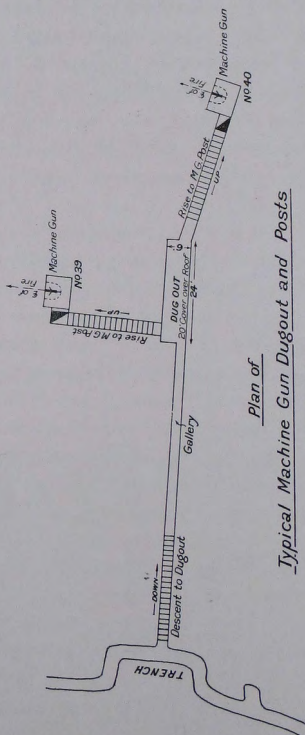 TRENCH
DOWN
Descent to Dugout
Gallery
DUG OUT
20' Cover over Roof
24'
6'
UP
Rise to M G Post
℄ of
Fire
Machine Gun
Nº 39
Rise to M G Post
UP
℄ of
Fire
Machine Gun
Nº 40
Plan of
Typical Machine Gun Dugout and Posts